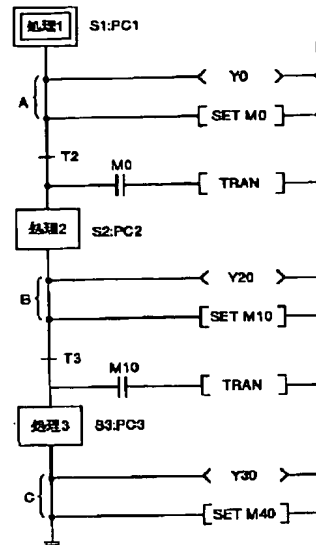 処理1 S1:PC1
Y0
A
SET M0
T2
M0 TRAN
処理2 S2:PC2
Y20
B
SET M10
T3
M10 TRAN
処理3 S3:PC3
Y30
C
SET M40